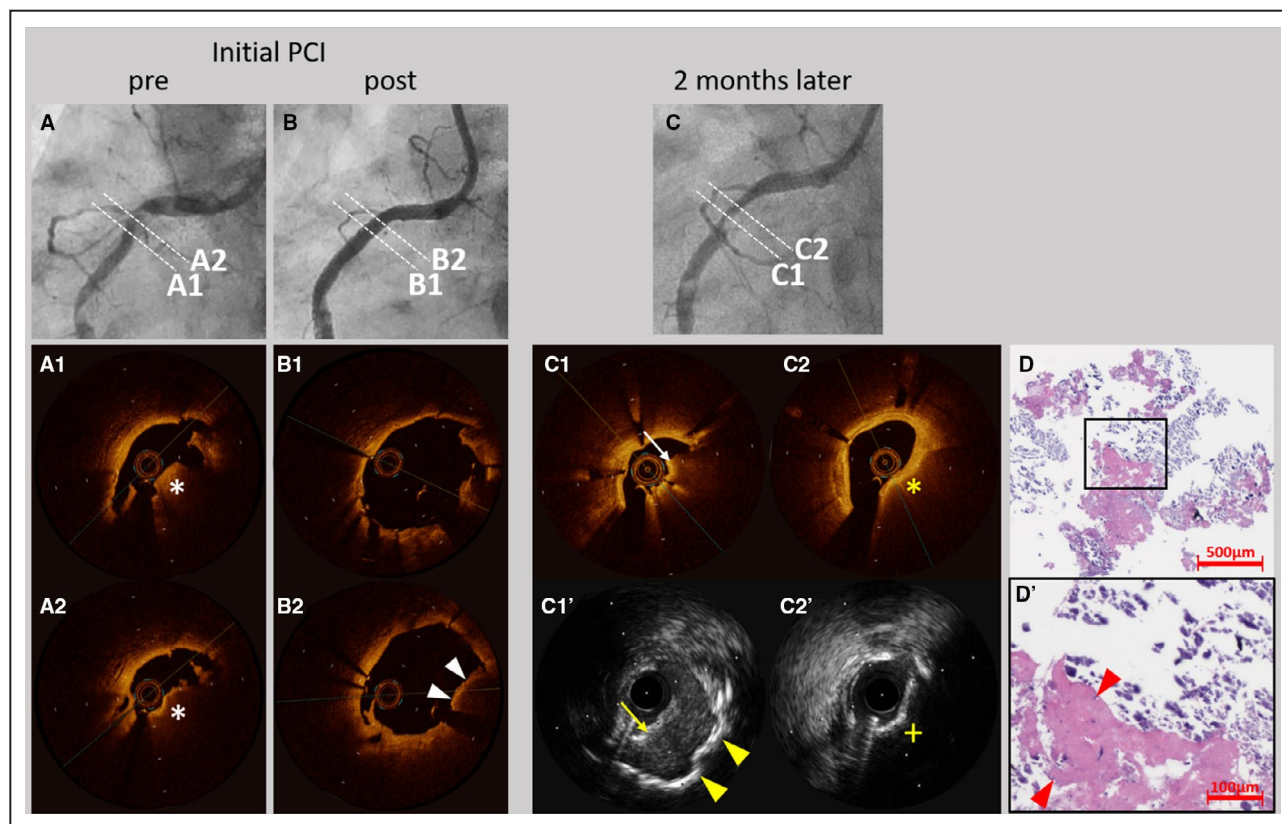 Initial PCI
pre post 2 months later
A B C
A2
A1
B2
B1
C2
C1
A1 B1 C1 C2 D
*
*
500µm
A2 B2 C1' C2' D'
*
+
100µm